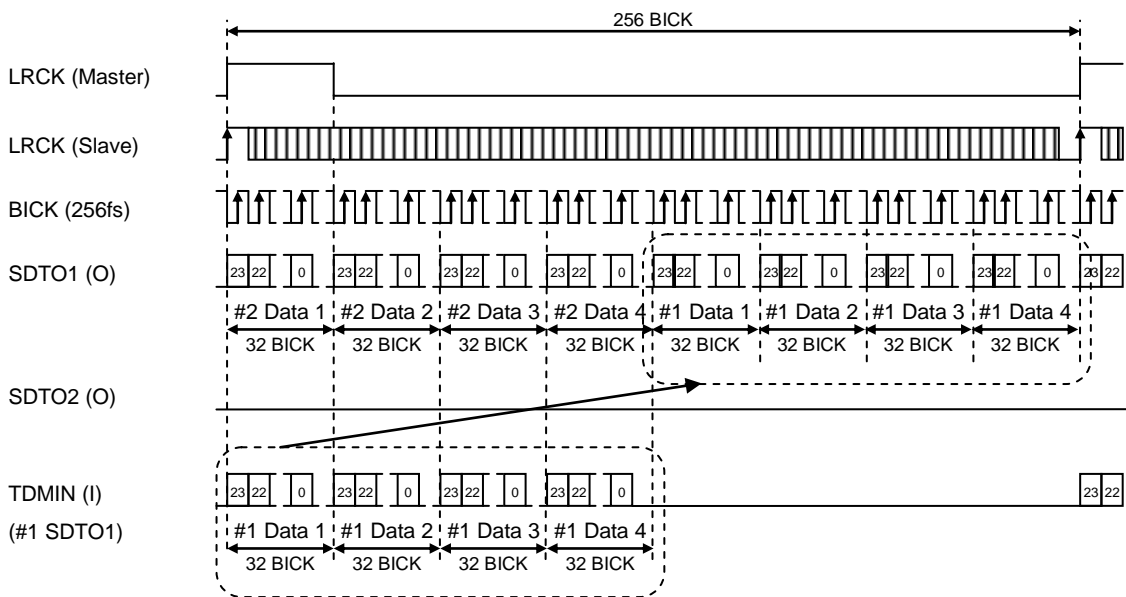 256 BICK
LRCK (Master)
LRCK (Slave)
BICK (256fs)
SDTO1 (O)
23 22 0 23 22 0 23 22 0 23 22 0 23 22 0 23 22 0 23 22 0 23 22 0 23 22
#2 Data 1 #2 Data 2 #2 Data 3 #2 Data 4 #1 Data 1 #1 Data 2 #1 Data 3 #1 Data 4
32 BICK 32 BICK 32 BICK 32 BICK 32 BICK 32 BICK 32 BICK 32 BICK
SDTO2 (O)
TDMIN (I)
23 22 0 23 22 0 23 22 0 23 22 0 23 22
(#1 SDTO1)
#1 Data 1 #1 Data 2 #1 Data 3 #1 Data 4
32 BICK 32 BICK 32 BICK 32 BICK